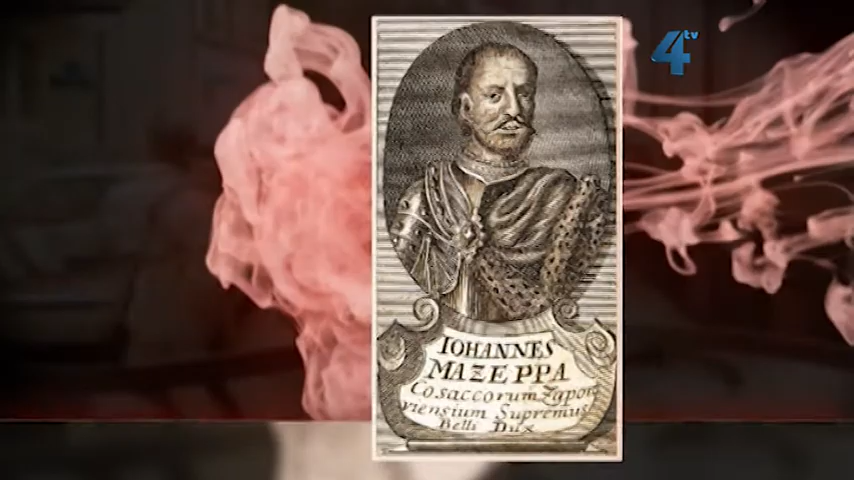 4tv
IOHANNES
MAZEPPA
Cosaccorum Zapor
viensium Supremus
Belli Dux